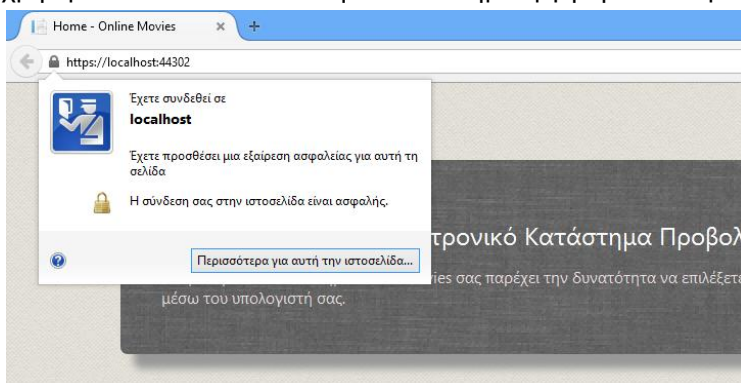 Home - Online Movies
https://localhost:44302
Έχετε συνδεθεί σε
localhost
Έχετε προσθέσει μια εξαίρεση ασφαλείας για αυτή τη
σελίδα
Η σύνδεση σας στην ιστοσελίδα είναι ασφαλής.
Περισσότερα για αυτή την ιστοσελίδα...
τρονικό Κατάστημα Προβολ
ies σας παρέχει την δυνατότητα να επιλέξετε
μέσω του υπολογιστή σας.